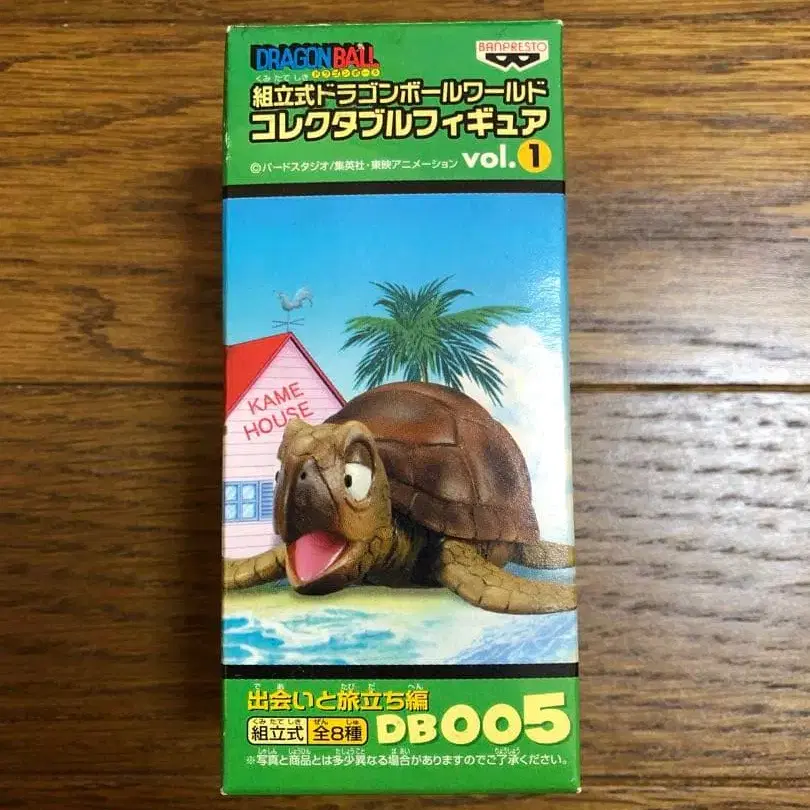 DRAGONBALL
ドラゴンボール
BANPRESTO
くみ たて しき
組立式ドラゴンボールワールド
コレクタブルフィギュア
©バードスタジオ/集英社・東映アニメーション vol.1
KAME
HOUSE
で あ たび だ へん
出会いと旅立ち編
くみ たて しき ぜん しゅ
組立式 全8種 DB005
しゃしん しょうひん たしょうこと ば あい りょうしょう
※写真と商品とは多少異なる場合がありますのでご了承ください。